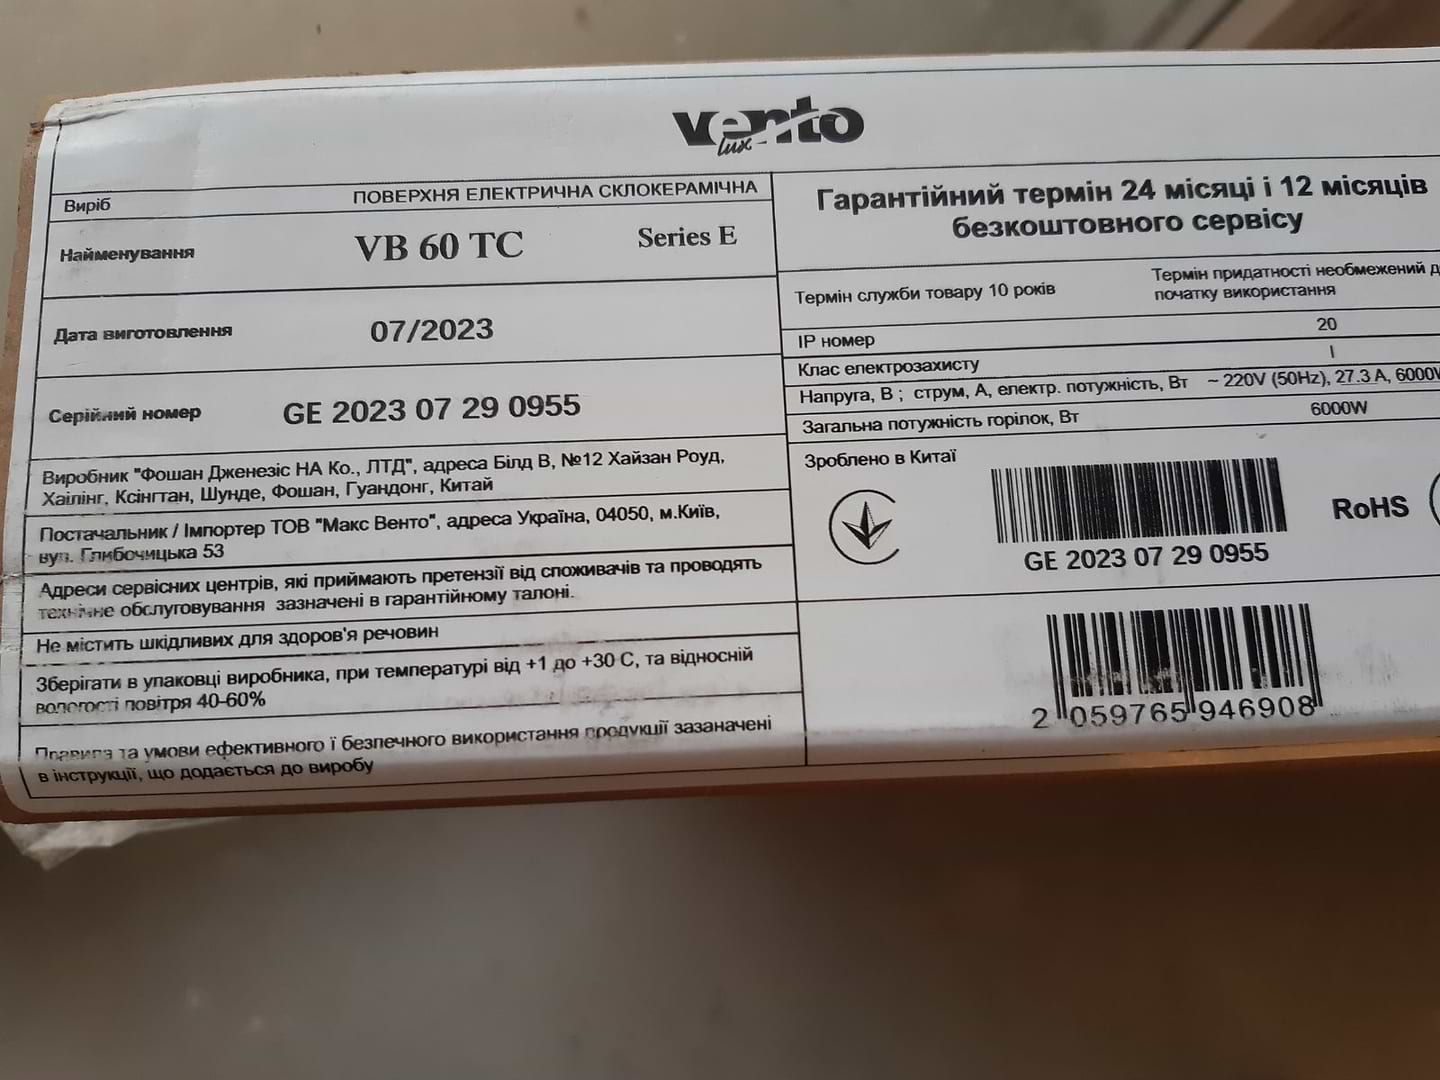 vento
lux
Виріб
ПОВЕРХНЯ ЕЛЕКТРИЧНА СКЛОКЕРАМІЧНА
Найменування
VB 60 TC
Series E
Дата виготовлення
07/2023
Серійний номер
GE 2023 07 29 0955
Виробник "Фошан Дженезіс НА Ко., ЛТД", адреса Білд В, №12 Хайзан Роуд,
Хаілінг, Ксінгтан, Шунде, Фошан, Гуандонг, Китай
Постачальник / Імпортер ТОВ "Макс Венто", адреса Україна, 04050, м.Київ,
вул. Глибочицька 53
Адреси сервісних центрів, які приймають претензії від споживачів та проводять
технічне обслуговування зазначені в гарантійному талоні.
Не містить шкідливих для здоров'я речовин
Зберігати в упаковці виробника, при температурі від +1 до +30 С, та відносній
вологості повітря 40-60%
Правила та умови ефективного ї безпечного використання продукції зазаначені
в інструкції, що додається до виробу
Гарантійний термін 24 місяці і 12 місяців
безкоштовного сервісу
Термін служби товару 10 років
Термін придатності необмежений
початку використання
IP номер
20
Клас електрозахисту
I
Напруга, В ; струм, А, електр. потужність, Вт ~ 220V (50Hz), 27.3 A, 6000W
Загальна потужність горілок, Вт
6000W
Зроблено в Китаї
GE 2023 07 29 0955
RoHS
2 059765 946908